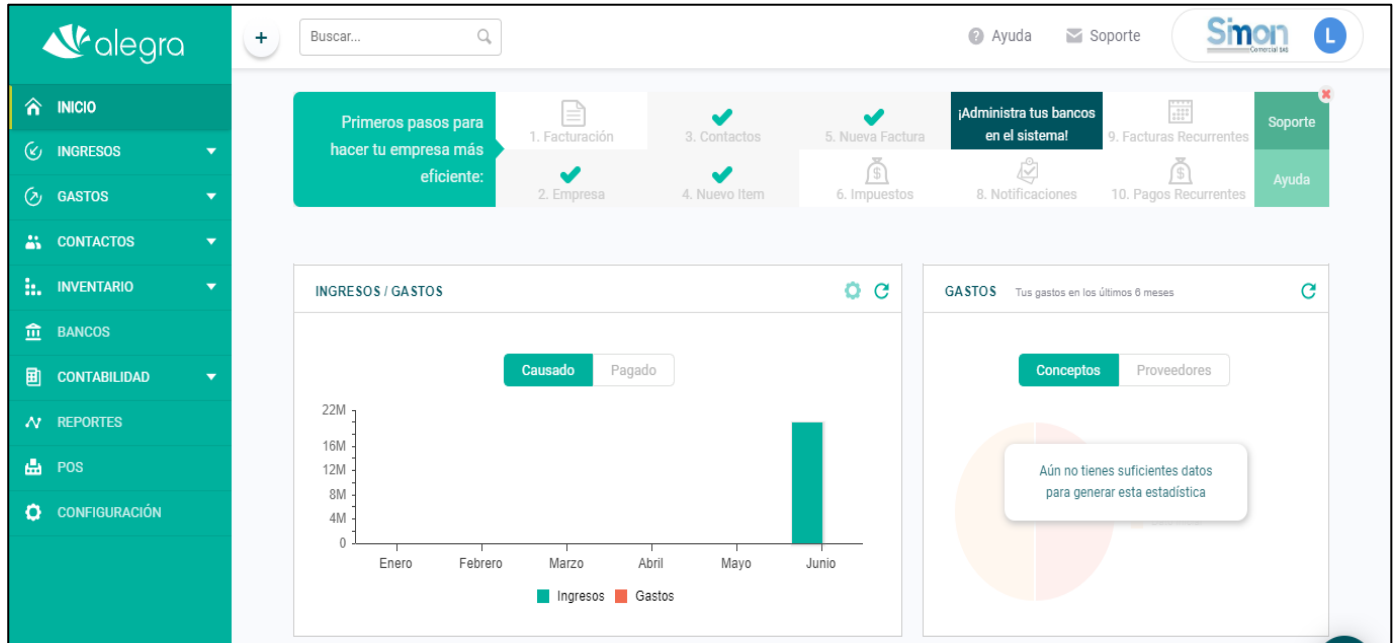 alegra
+
Buscar...
Ayuda
Soporte
Simon
Comercial SAS
L
INICIO
INGRESOS
GASTOS
CONTACTOS
INVENTARIO
BANCOS
CONTABILIDAD
REPORTES
POS
CONFIGURACIÓN
Primeros pasos para
hacer tu empresa más
eficiente:
1. Facturación
3. Contactos
5. Nueva Factura
¡Administra tus bancos
en el sistema!
9. Facturas Recurrentes
Soporte
2. Empresa
4. Nuevo Item
6. Impuestos
8. Notificaciones
10. Pagos Recurrentes
Ayuda
INGRESOS / GASTOS
Causado
Pagado
22M
16M
12M
8M
4M
0
Enero
Febrero
Marzo
Abril
Mayo
Junio
Ingresos
Gastos
GASTOS
Tus gastos en los últimos 6 meses
Conceptos
Proveedores
Aún no tienes suficientes datos
para generar esta estadística